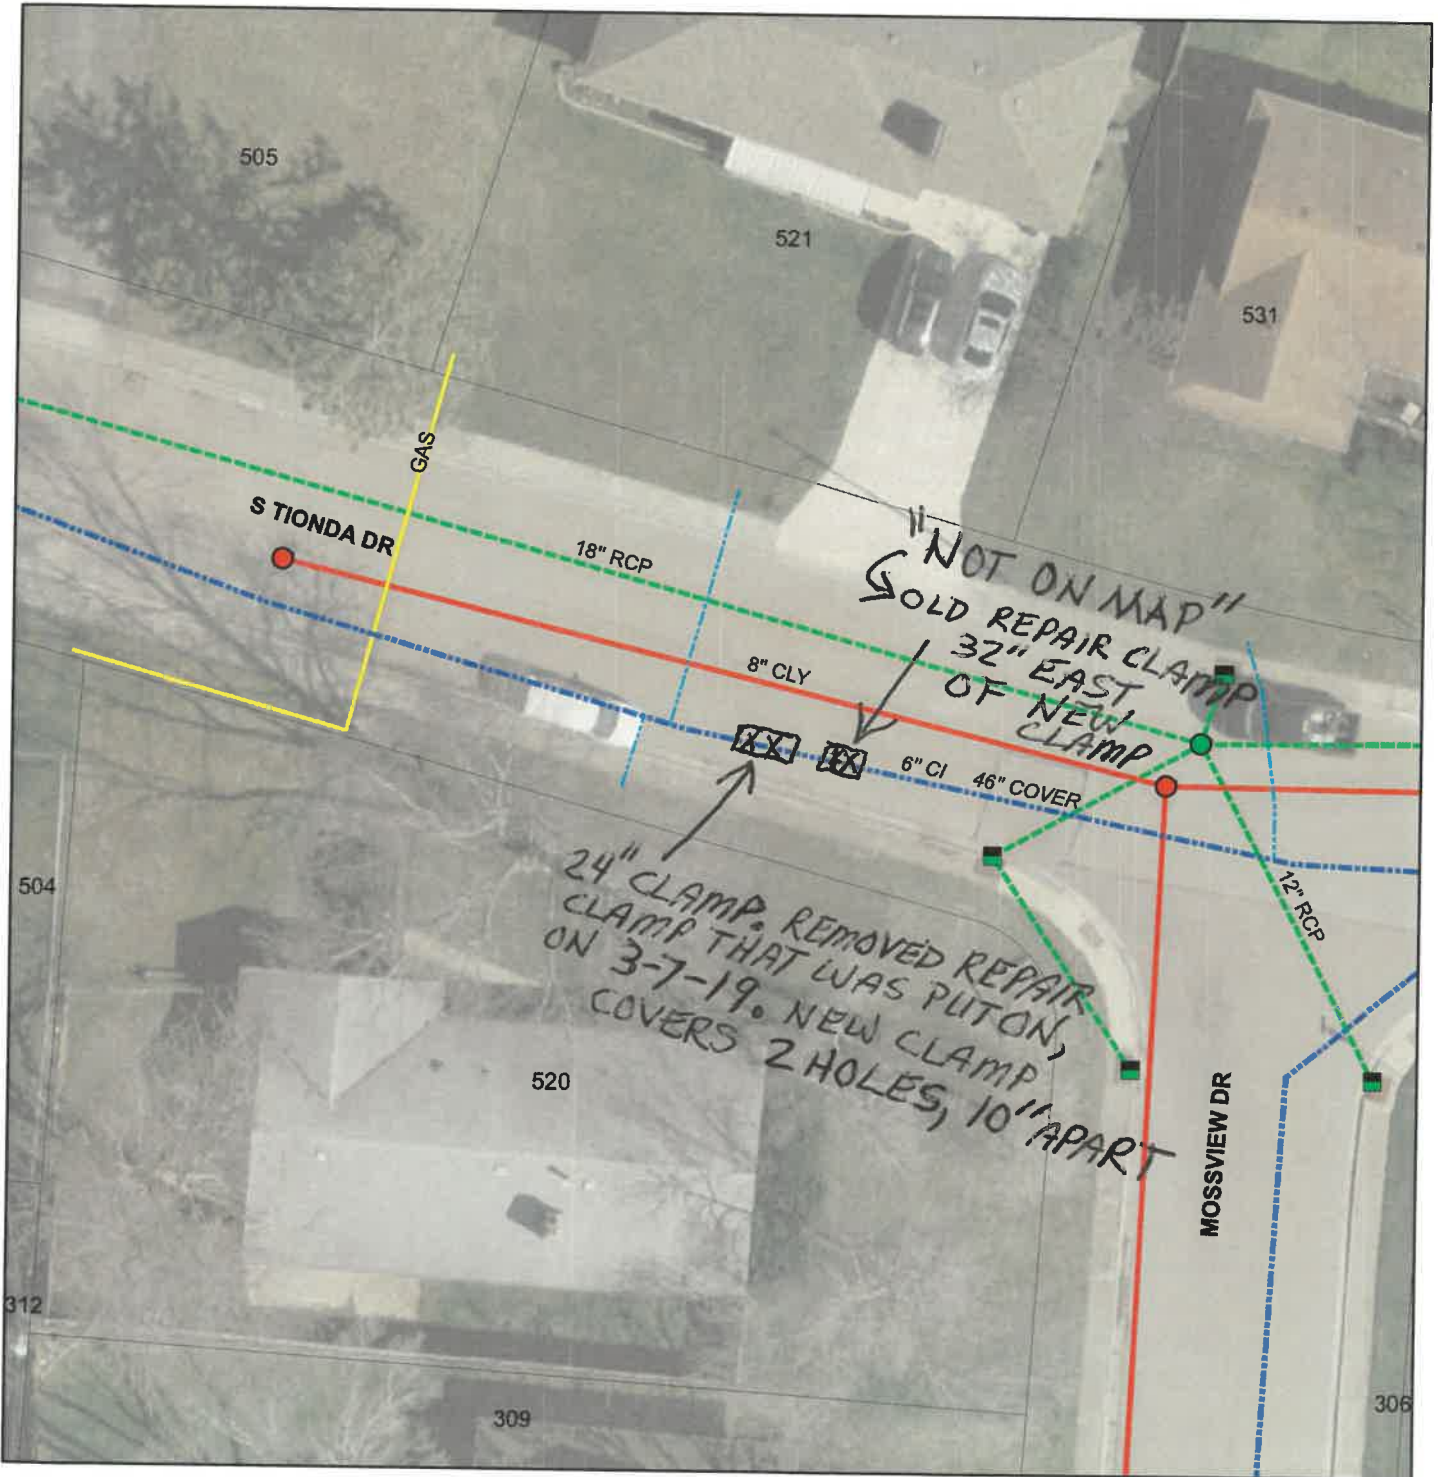 505
521
531
GAS
S TIONDA DR
18" RCP
"NOT ON MAP"
OLD REPAIR CLAMP
32" EAST,
OF NEW
CLAMP
8" CLY
XX
6" CI
46" COVER
12" RCP
504
24" CLAMP. REMOVED REPAIR
CLAMP THAT WAS PUT ON,
ON 3-7-19. NEW CLAMP
COVERS 2 HOLES, 10" APART
520
MOSSVIEW DR
312
309
306